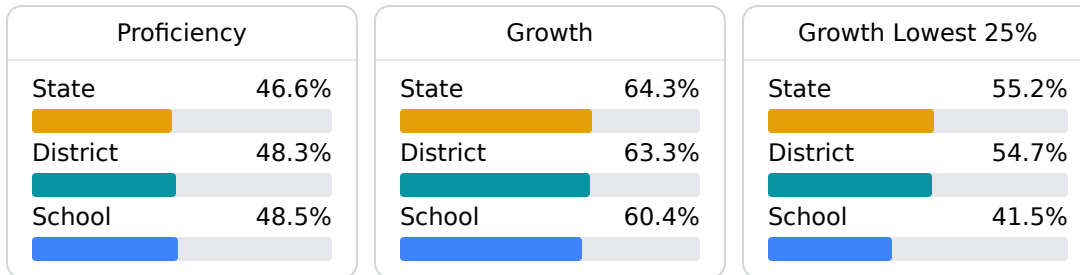 Proficiency
State 46.6%
District 48.3%
School 48.5%
Growth
State 64.3%
District 63.3%
School 60.4%
Growth Lowest 25%
State 55.2%
District 54.7%
School 41.5%